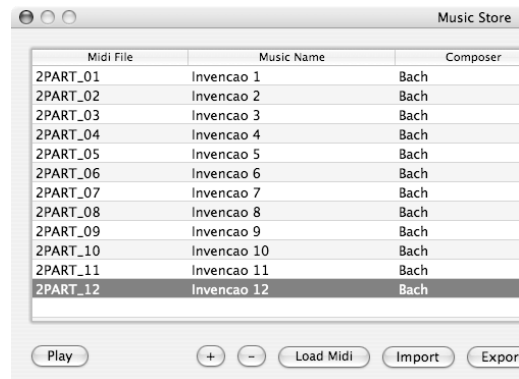 Music Store
Midi File Music Name Composer
2PART_01 Invencao 1 Bach
2PART_02 Invencao 2 Bach
2PART_03 Invencao 3 Bach
2PART_04 Invencao 4 Bach
2PART_05 Invencao 5 Bach
2PART_06 Invencao 6 Bach
2PART_07 Invencao 7 Bach
2PART_08 Invencao 8 Bach
2PART_09 Invencao 9 Bach
2PART_10 Invencao 10 Bach
2PART_11 Invencao 11 Bach
2PART_12 Invencao 12 Bach
Play + - Load Midi Import Expor